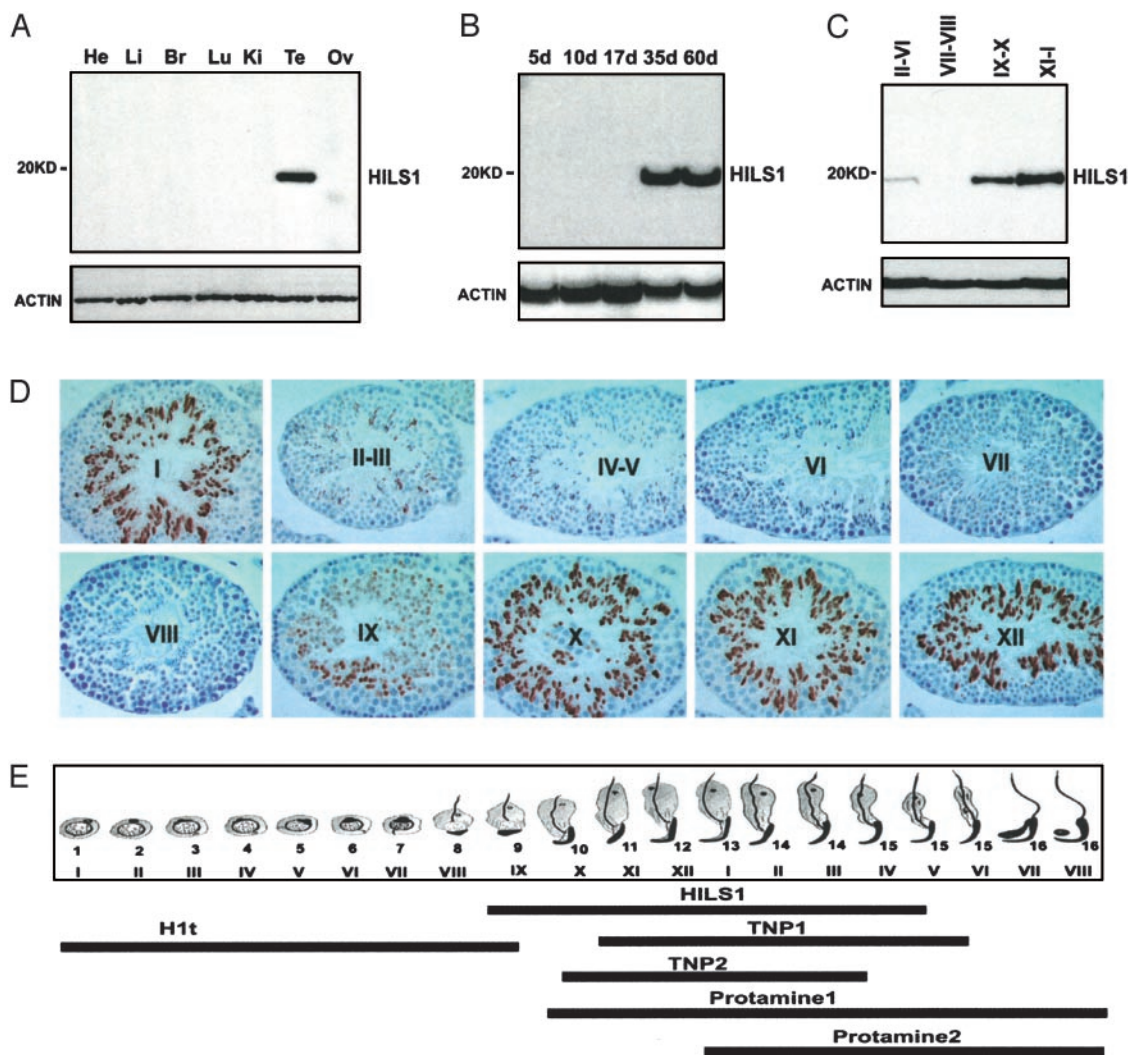 A
He Li Br Lu Ki Te Ov
20KD -
HILS1
ACTIN
B
5d 10d 17d 35d 60d
20KD -
HILS1
ACTIN
C
II-VI VII-VIII IX-X XI-I
20KD-
HILS1
ACTIN
D
I II-III IV-V VI VII
VIII IX X XI XII
E
1 2 3 4 5 6 7 8 9 10 11 12 13 14 14 15 15 15 16 16
I II III IV V VI VII VIII IX X XI XII I II III IV V VI VII VIII
HILS1
H1t
TNP1
TNP2
Protamine1
Protamine2